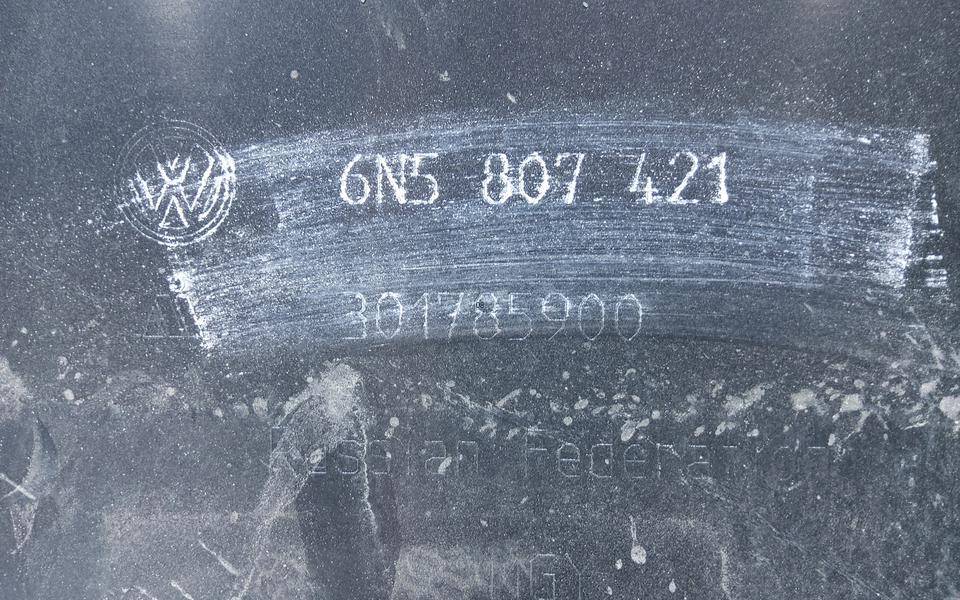 6N5 807 421
301785900
Russian Federation